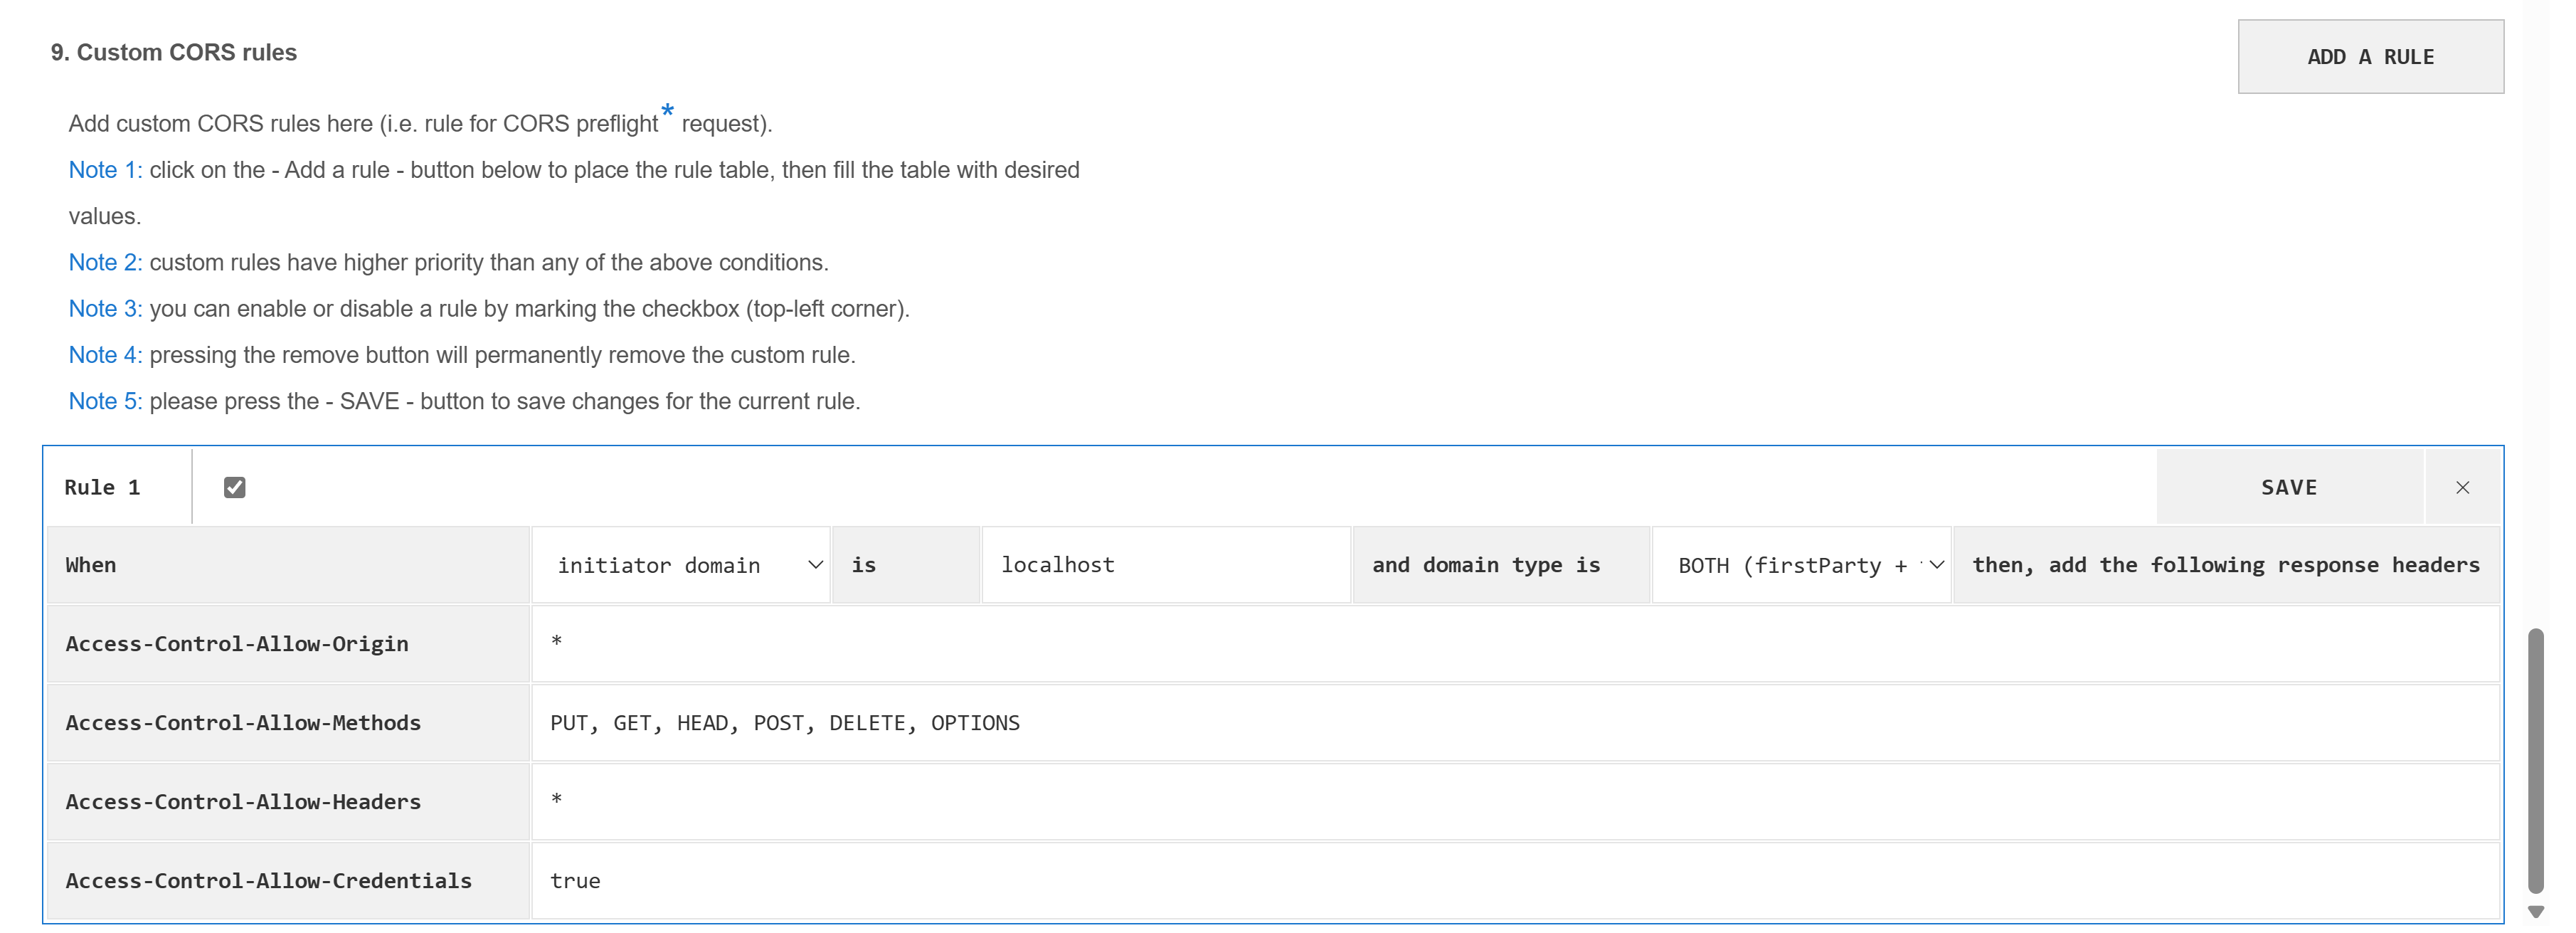 9. Custom CORS rules
ADD A RULE
Add custom CORS rules here (i.e. rule for CORS preflight* request).
Note 1: click on the - Add a rule - button below to place the rule table, then fill the table with desired
values.
Note 2: custom rules have higher priority than any of the above conditions.
Note 3: you can enable or disable a rule by marking the checkbox (top-left corner).
Note 4: pressing the remove button will permanently remove the custom rule.
Note 5: please press the - SAVE - button to save changes for the current rule.
Rule 1 SAVE ×
When initiator domain is localhost and domain type is BOTH (firstParty + then, add the following response headers
Access-Control-Allow-Origin *
Access-Control-Allow-Methods PUT, GET, HEAD, POST, DELETE, OPTIONS
Access-Control-Allow-Headers *
Access-Control-Allow-Credentials true